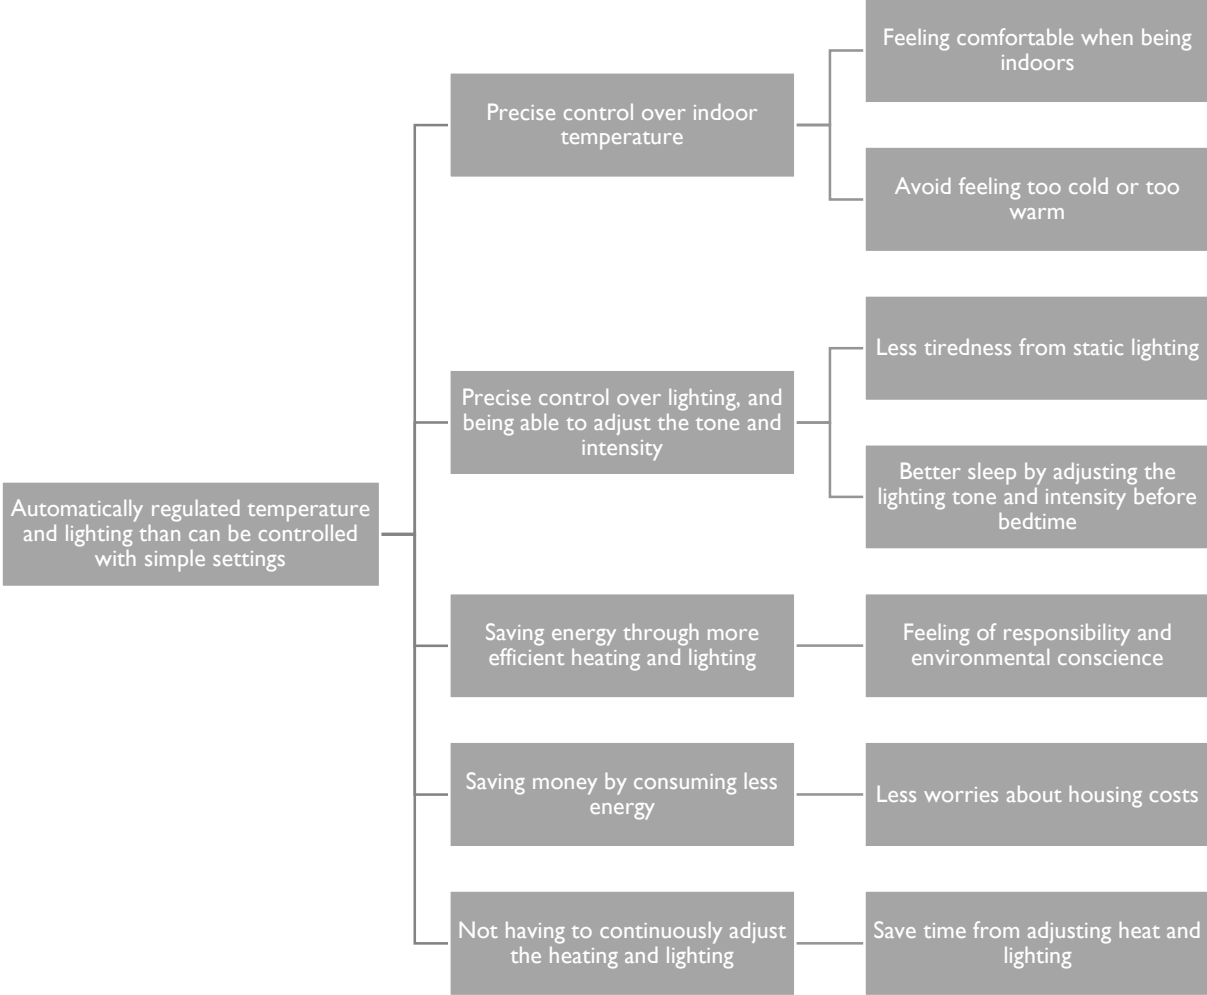 Feeling comfortable when being
indoors
Precise control over indoor
temperature
Avoid feeling too cold or too
warm
Less tiredness from static lighting
Precise control over lighting, and
being able to adjust the tone and
intensity
Better sleep by adjusting the
lighting tone and intensity before
bedtime
Automatically regulated temperature
and lighting than can be controlled
with simple settings
Saving energy through more
efficient heating and lighting
Feeling of responsibility and
environmental conscience
Saving money by consuming less
energy
Less worries about housing costs
Not having to continuously adjust
the heating and lighting
Save time from adjusting heat and
lighting